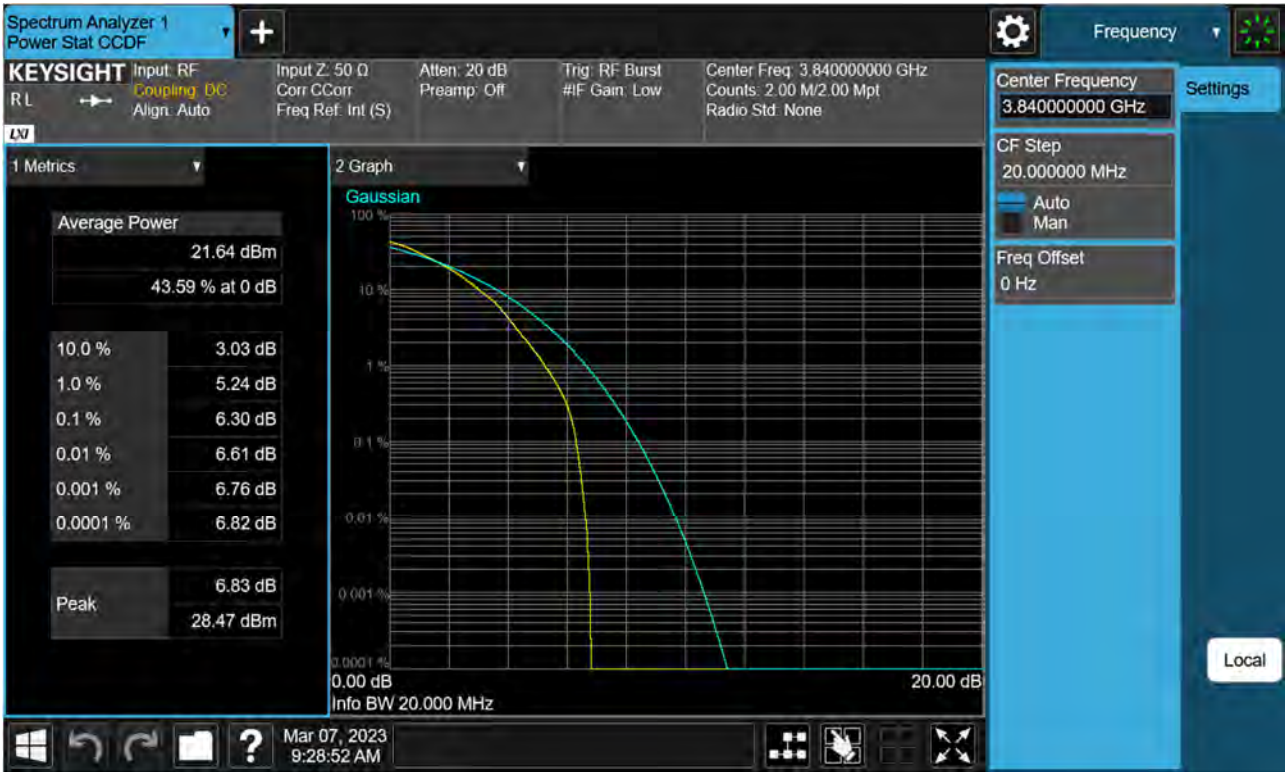 Spectrum Analyzer 1
Power Stat CCDF
+
Frequency
KEYSIGHT
Input: RF
Coupling: DC
Align: Auto
R L
LXI
Input Z: 50 Ω
Corr CCorr
Freq Ref: Int (S)
Atten: 20 dB
Preamp: Off
Trig: RF Burst
#IF Gain: Low
Center Freq: 3.840000000 GHz
Counts: 2.00 M/2.00 Mpt
Radio Std: None
Center Frequency
3.840000000 GHz
Settings
CF Step
20.000000 MHz
Auto
Man
Freq Offset
0 Hz
1 Metrics
Average Power
21.64 dBm
43.59 % at 0 dB
10.0 % 3.03 dB
1.0 % 5.24 dB
0.1 % 6.30 dB
0.01 % 6.61 dB
0.001 % 6.76 dB
0.0001 % 6.82 dB
Peak
6.83 dB
28.47 dBm
2 Graph
Gaussian
100 %
10 %
1 %
0.1 %
0.01 %
0.001 %
0.0001 %
0.00 dB 20.00 dB
Info BW 20.000 MHz
Local
?
Mar 07, 2023
9:28:52 AM